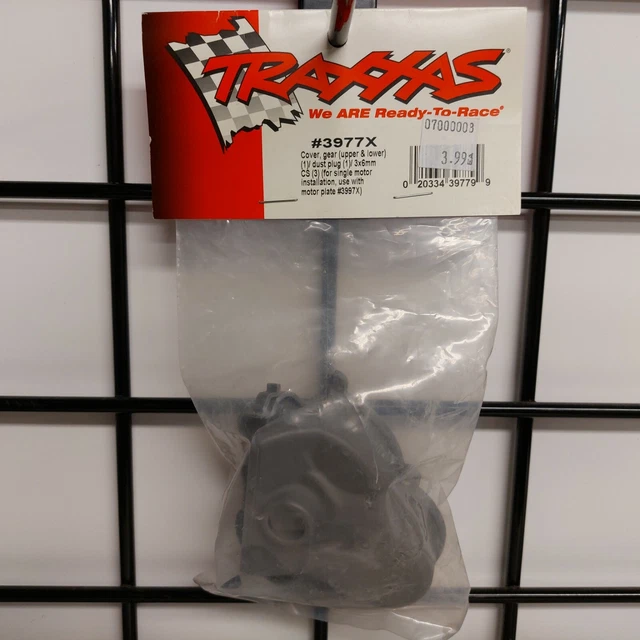 TRAXXAS
We ARE Ready-To-Race®
#3977X
Cover, gear (upper & lower)
(1)/ dust plug (1)/ 3x6mm
CS (3) (for single motor
installation, use with
motor plate #3997X)
07000003
3.99
0 20334 39779 9